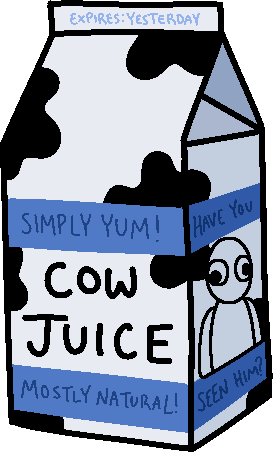 EXPIRES:YESTERDAY
SIMPLY YUM!
COW
JUICE
MOSTLY NATURAL!
HAVE YOU
SEEN HIM?